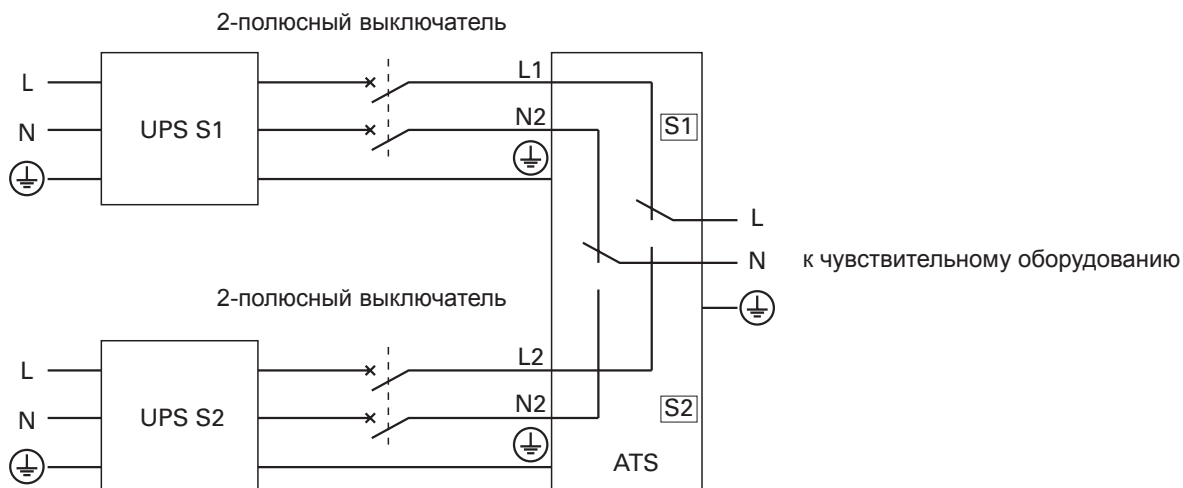 2-полюсный выключатель
L
L1
N
UPS S1
N2
S1
L
N
к чувствительному оборудованию
2-полюсный выключатель
L
L2
N
UPS S2
N2
S2
ATS